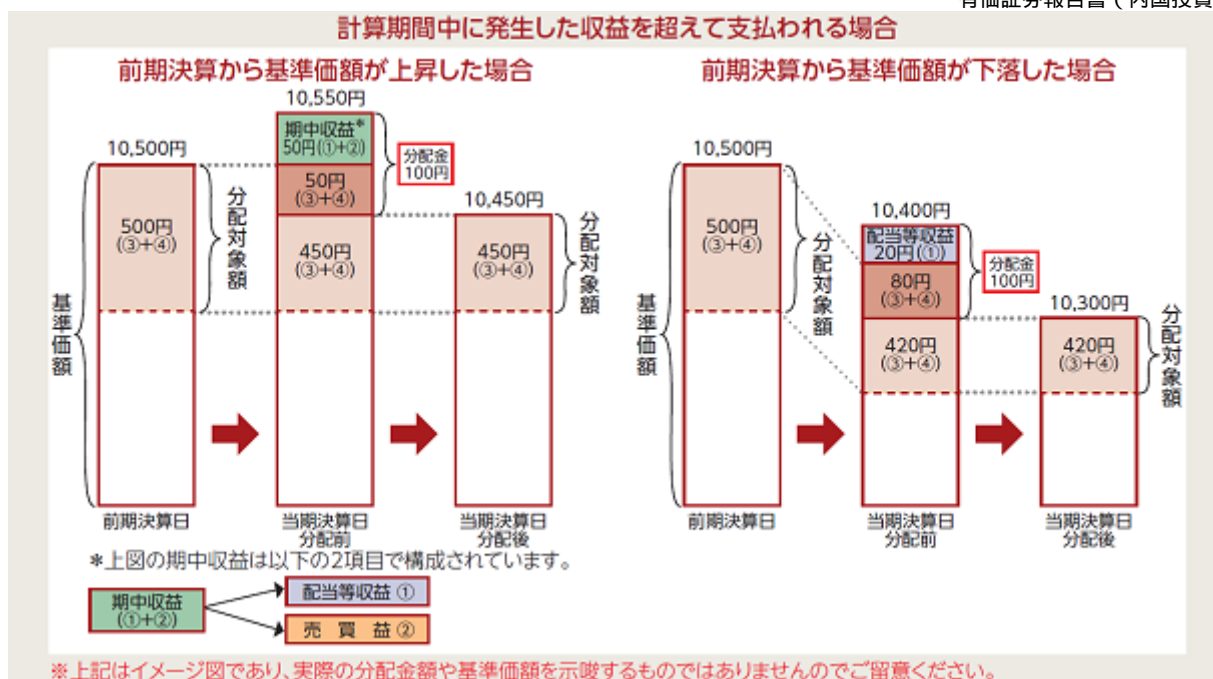 有価証券報告書（内国投資
計算期間中に発生した収益を超えて支払われる場合
前期決算から基準価額が上昇した場合
10,550円
10,500円
期中収益*
50円(①+②)
分配金
100円
50円
(③+④)
10,450円
500円
(③+④)
分配対象額
450円
(③+④)
450円
(③+④)
分配対象額
基準価額
前期決算日
当期決算日
分配前
当期決算日
分配後
前期決算から基準価額が下落した場合
10,500円
10,400円
500円
(③+④)
分配対象額
配当等収益
20円(①)
分配金
100円
80円
(③+④)
10,300円
420円
(③+④)
420円
(③+④)
分配対象額
基準価額
前期決算日
当期決算日
分配前
当期決算日
分配後
*上図の期中収益は以下の2項目で構成されています。
期中収益
(①+②)
配当等収益 ①
売 買 益 ②
※上記はイメージ図であり、実際の分配金額や基準価額を示唆するものではありませんのでご留意ください。